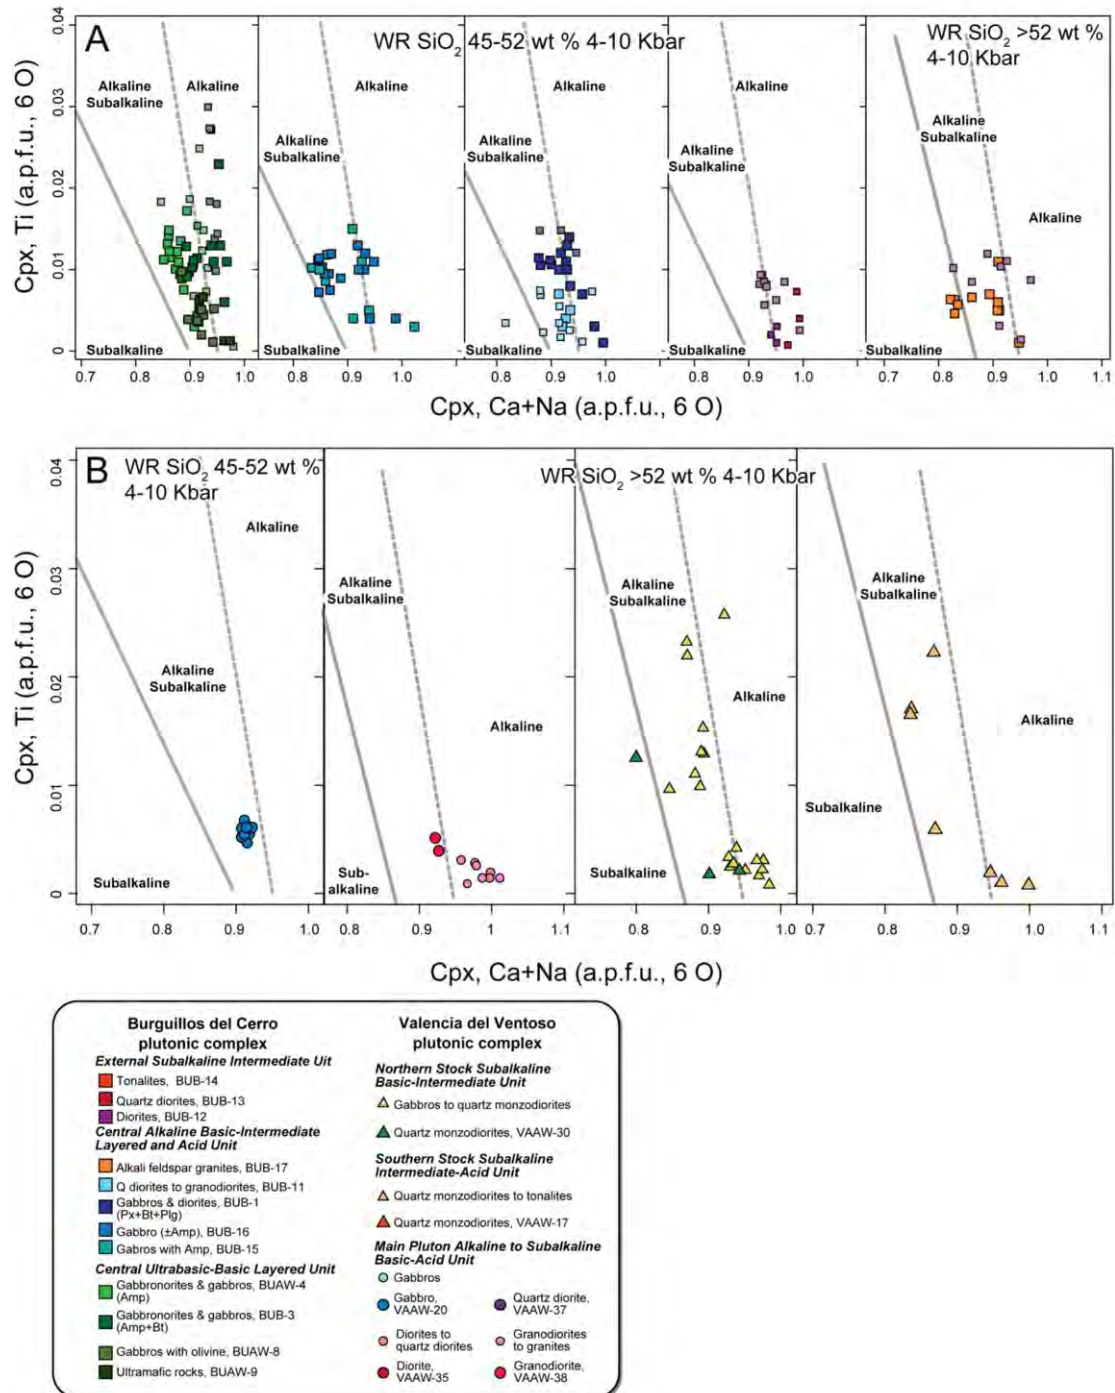 A
WR SiO2 45-52 wt % 4-10 Kbar
WR SiO2 >52 wt %
4-10 Kbar
Alkaline
Subalkaline
Alkaline
Alkaline
Subalkaline
Alkaline
Alkaline
Subalkaline
Alkaline
Alkaline
Subalkaline
Alkaline
Alkaline
Subalkaline
Alkaline
Subalkaline
Subalkaline
Subalkaline
Subalkaline
Subalkaline
Cpx, Ti (a.p.f.u., 6 O)
0.04
0.03
0.02
0.01
0
0.7 0.8 0.9 1.0
0.8 0.9 1.0
0.8 0.9 1.0
0.8 0.9 1.0
0.7 0.8 0.9 1.0 1.1
Cpx, Ca+Na (a.p.f.u., 6 O)
B
WR SiO2 45-52 wt %
4-10 Kbar
WR SiO2 >52 wt % 4-10 Kbar
Alkaline
Alkaline
Subalkaline
Subalkaline
Alkaline
Subalkaline
Alkaline
Sub-
alkaline
Alkaline
Subalkaline
Alkaline
Subalkaline
Alkaline
Subalkaline
Alkaline
Subalkaline
Cpx, Ti (a.p.f.u., 6 O)
0.04
0.03
0.02
0.01
0
0.7 0.8 0.9 1.0
0.8 0.9 1 1.1
0.8 0.9 1.0
0.7 0.8 0.9 1.0 1.1
Cpx, Ca+Na (a.p.f.u., 6 O)
Burguillos del Cerro
plutonic complex
External Subalkaline Intermediate Uit
Tonalites, BUB-14
Quartz diorites, BUB-13
Diorites, BUB-12
Central Alkaline Basic-Intermediate
Layered and Acid Unit
Alkali feldspar granites, BUB-17
Q diorites to granodiorites, BUB-11
Gabbros & diorites, BUB-1
(Px+Bt+Plg)
Gabbro (±Amp), BUB-16
Gabros with Amp, BUB-15
Central Ultrabasic-Basic Layered Unit
Gabbronorites & gabbros, BUAW-4
(Amp)
Gabbronorites & gabbros, BUB-3
(Amp+Bt)
Gabbros with olivine, BUAW-8
Ultramafic rocks, BUAW-9
Valencia del Ventoso
plutonic complex
Northern Stock Subalkaline
Basic-Intermediate Unit
Gabbros to quartz monzodiorites
Quartz monzodiorites, VAAW-30
Southern Stock Subalkaline
Intermediate-Acid Unit
Quartz monzodiorites to tonalites
Quartz monzodiorites, VAAW-17
Main Pluton Alkaline to Subalkaline
Basic-Acid Unit
Gabbros
Gabbro,
VAAW-20
Quartz diorite,
VAAW-37
Diorites to
quartz diorites
Granodiorites
to granites
Diorite,
VAAW-35
Granodiorite,
VAAW-38